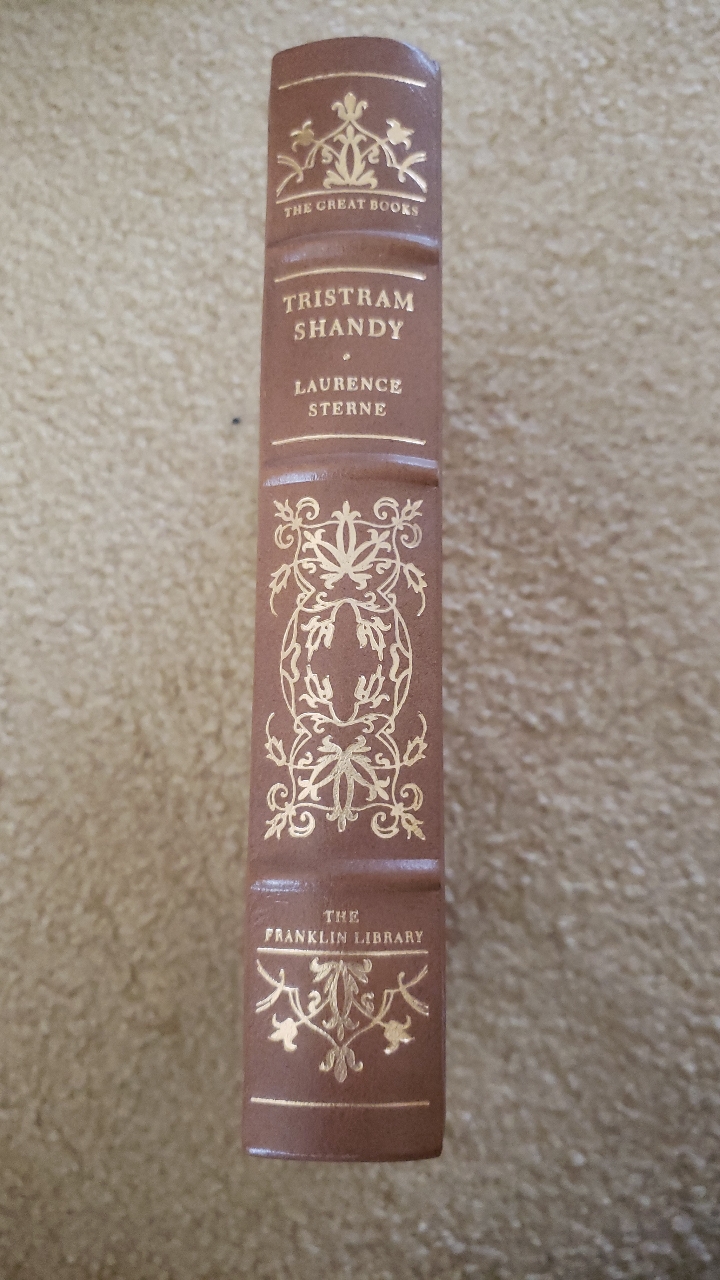 THE GREAT BOOKS
TRISTRAM
SHANDY
LAURENCE
STERNE
THE
FRANKLIN LIBRARY